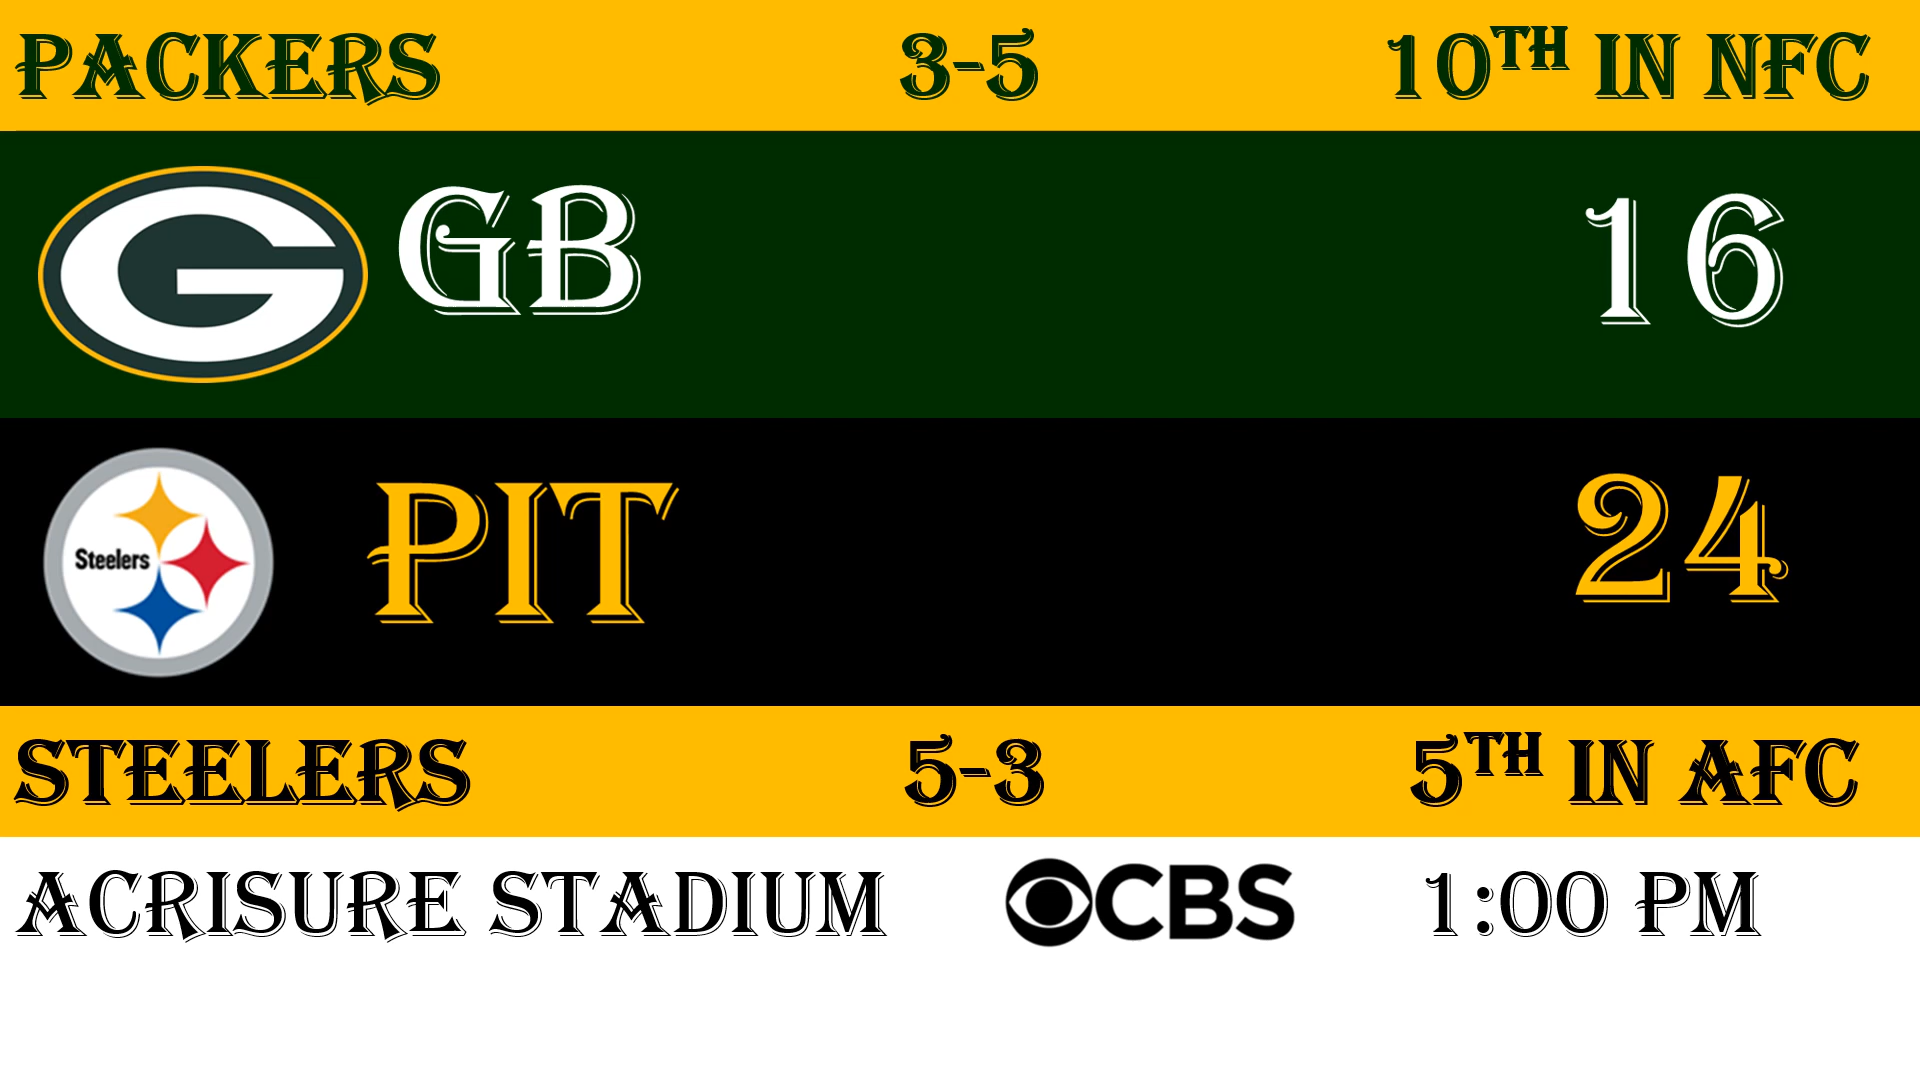 PACKERS 3-5 10TH IN NFC
G GB 16
Steelers PIT 24
STEELERS 5-3 5TH IN AFC
ACRISURE STADIUM CBS 1:00 PM